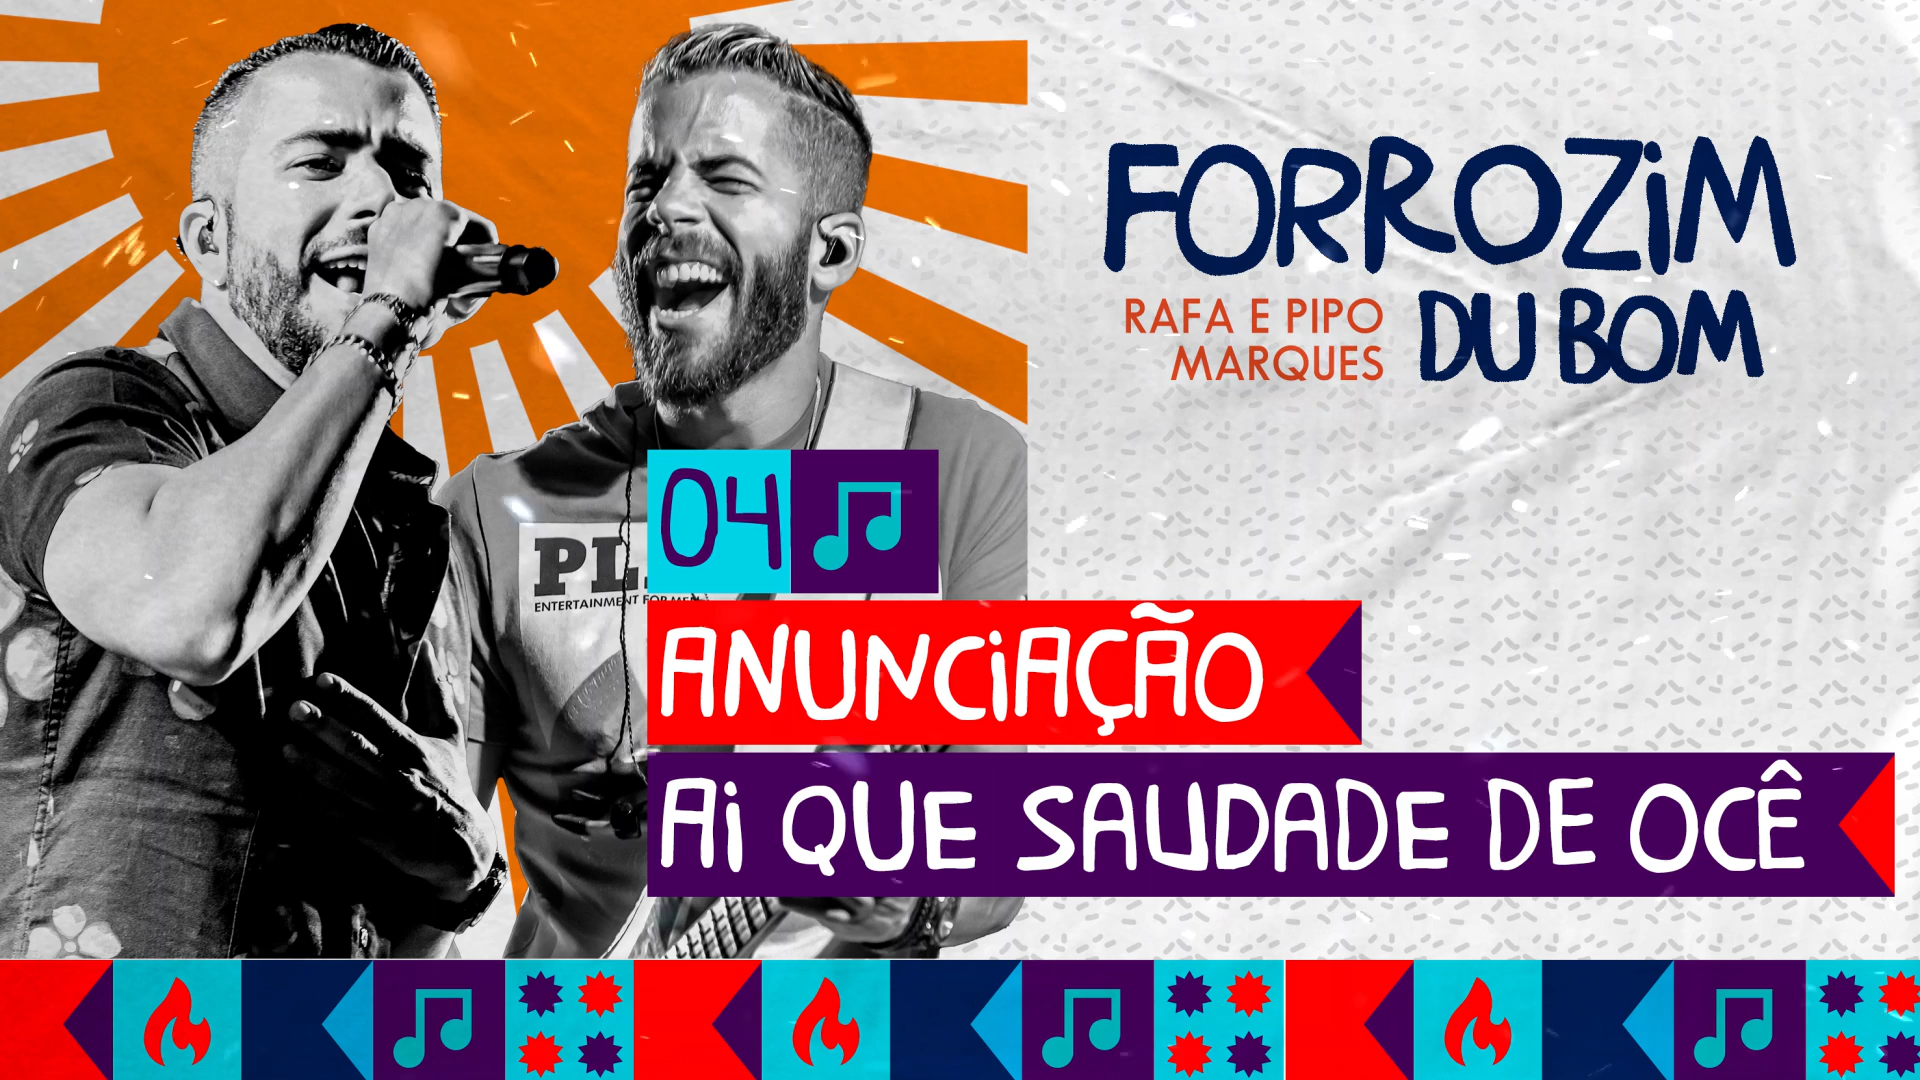 FORROZiM
RAFA E PIPO
MARQUES
DU BOM
04
PL
ENTERTAINMENT FOR MEN
ANUNCiAÇÃO
Ai QUE SAUDADE DE OCÊ